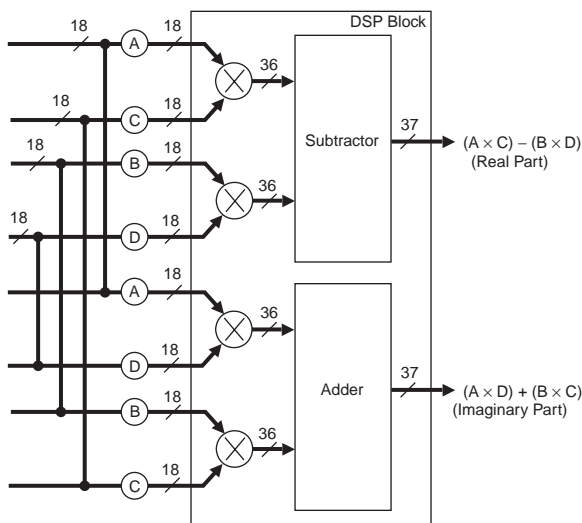 DSP Block
18
A
18
36
18
C
18
Subtractor
37
(A × C) – (B × D)
(Real Part)
18
B
18
36
18
D
18
A
18
36
D
18
Adder
37
(A × D) + (B × C)
(Imaginary Part)
B
18
36
C
18